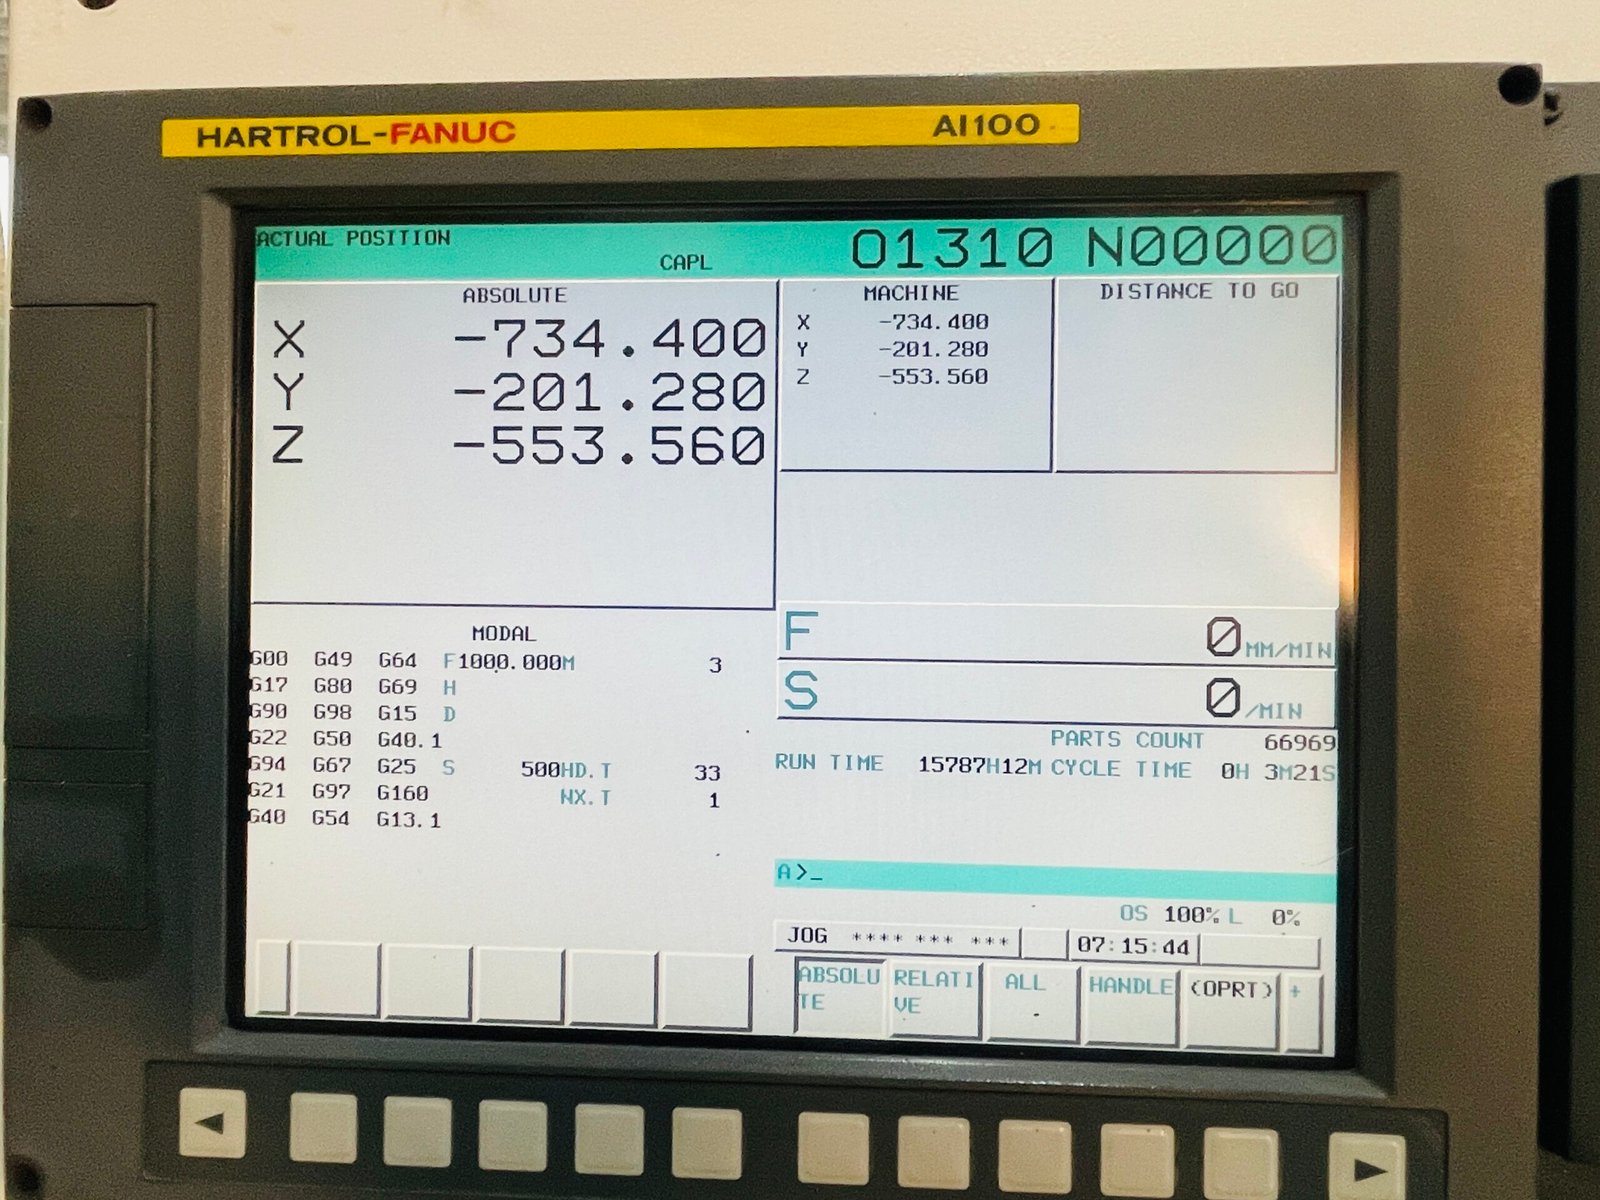 HARTROL-FANUC AI100
ACTUAL POSITION
CAPL
O1310 N00000
ABSOLUTE
X -734.400
Y -201.280
Z -553.560
MACHINE
X -734.400
Y -201.280
Z -553.560
DISTANCE TO GO
MODAL
G00 G49 G64 F1000.000M 3
G17 G80 G69 H
G90 G98 G15 D
G22 G50 G40.1
G94 G67 G25 S 500HD.T 33
G21 G97 G160 NX.T 1
G40 G54 G13.1
F 0 MM/MIN
S 0 /MIN
PARTS COUNT 66969
RUN TIME 15787H12M CYCLE TIME 0H 3M21S
A>_
OS 100% L 0%
JOG **** *** *** 07:15:44
ABSOLU
TE
RELATI
VE
ALL
HANDLE
(OPRT)
+